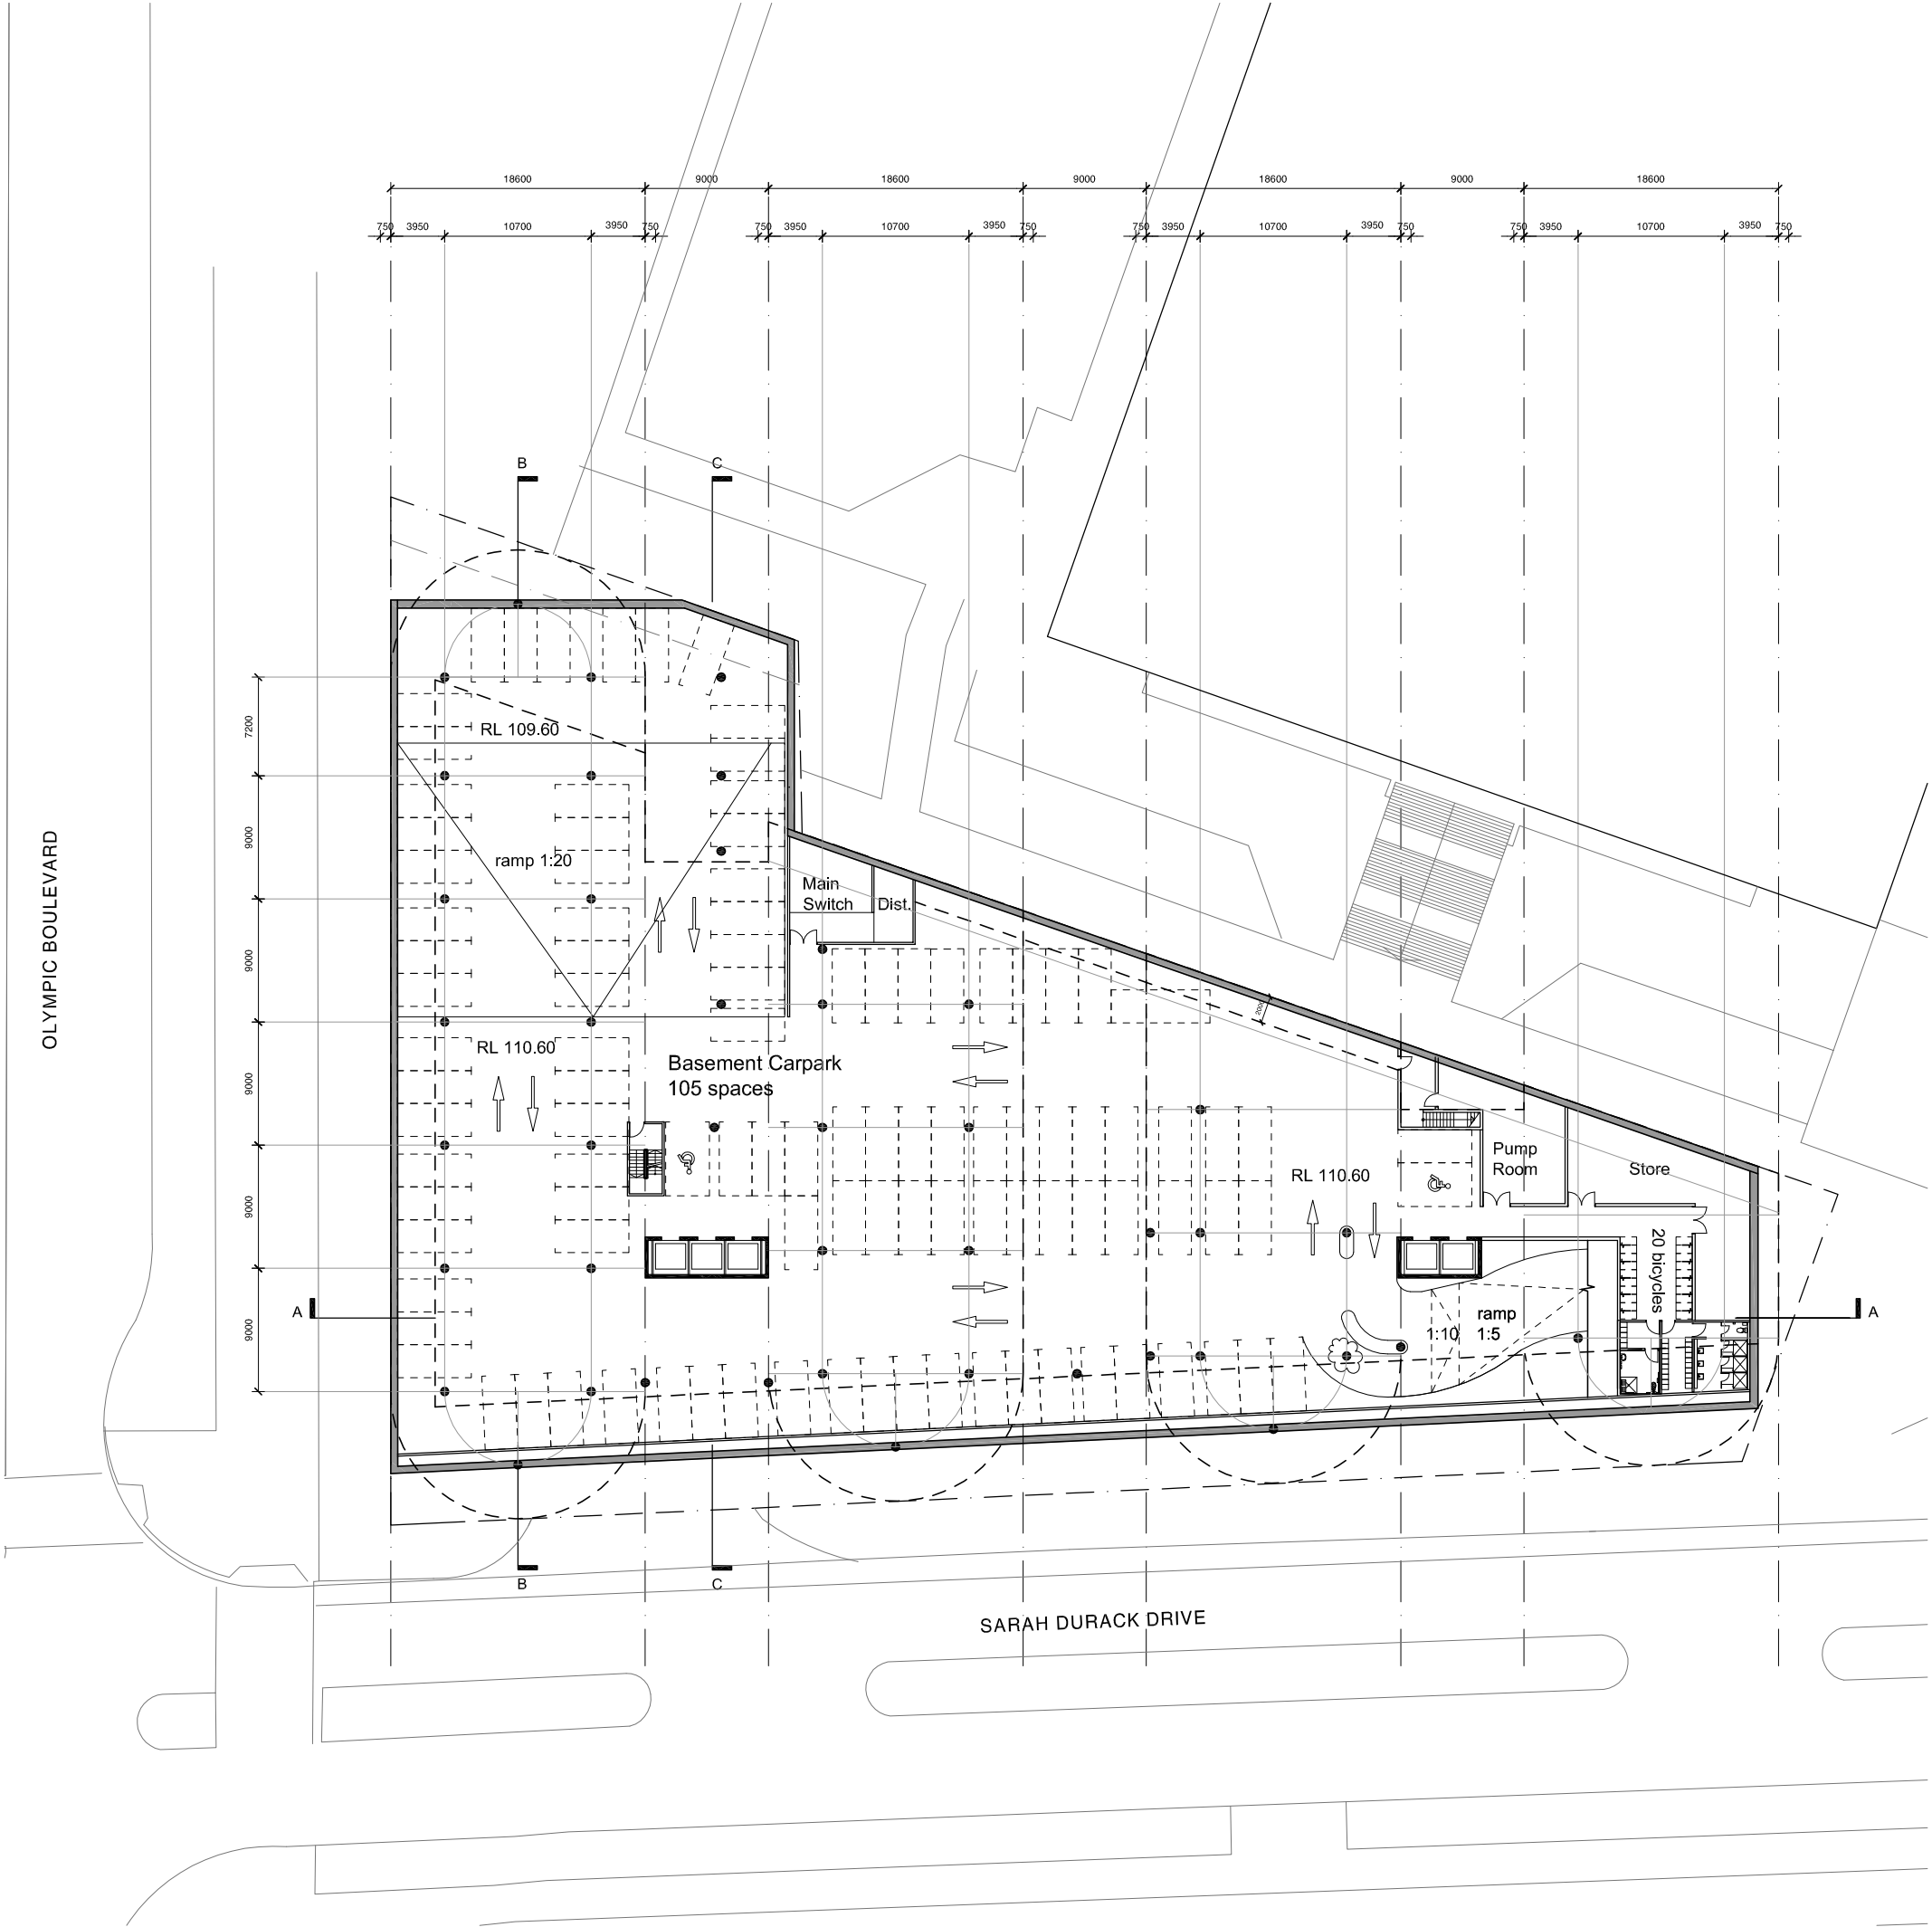 18600 9000 18600 9000 18600 9000 18600
750 3950 10700 3950 750 750 3950 10700 3950 750 750 3950 10700 3950 750 750 3950 10700 3950 750
B C
7200
RL 109.60
9000
ramp 1:20
OLYMPIC BOULEVARD
Main
Switch
Dist.
9000
2000
RL 110.60
Basement Carpark
105 spaces
9000
Pump
Room
Store
RL 110.60
9000
20 bicycles
A A
ramp
1:10 1:5
9000
B C
SARAH DURACK DRIVE